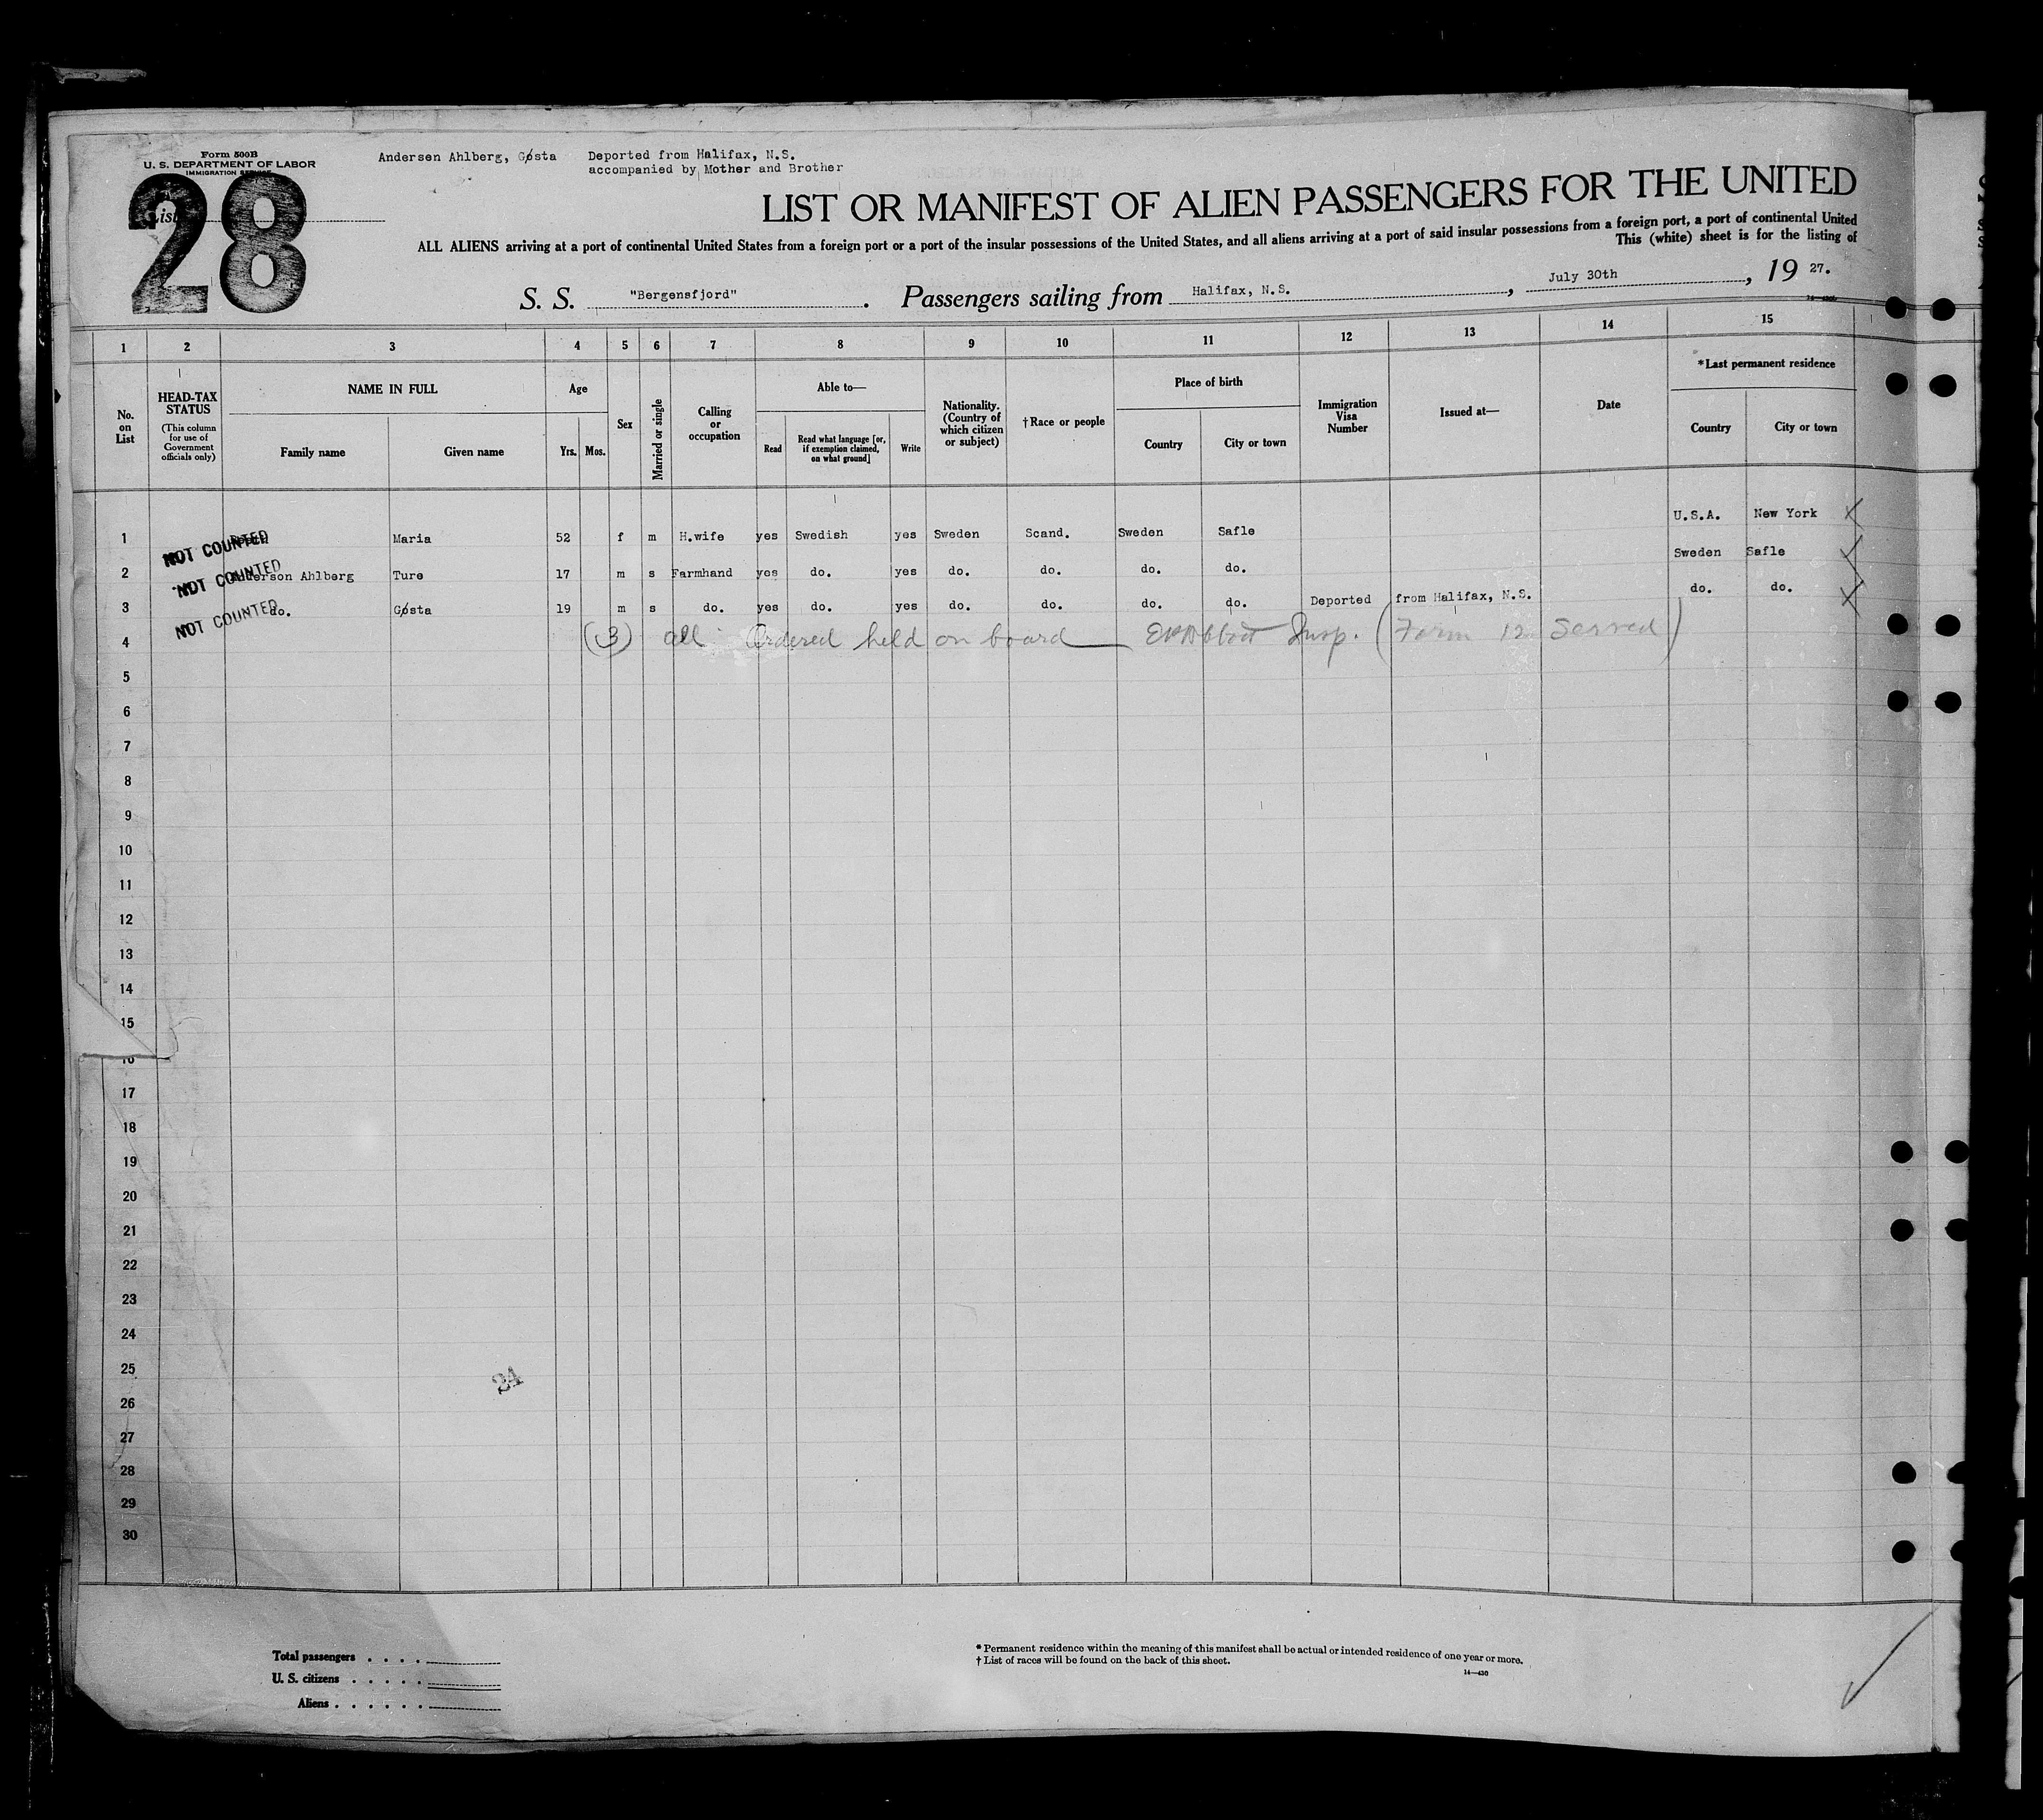 Form 500B
U. S. DEPARTMENT OF LABOR
IMMIGRATION SERVICE
List
28
Andersen Ahlberg, Gøsta Deported from Halifax, N.S.
accompanied by Mother and Brother
LIST OR MANIFEST OF ALIEN PASSENGERS FOR THE UNITED
ALL ALIENS arriving at a port of continental United States from a foreign port or a port of the insular possessions of the United States, and all aliens arriving at a port of said insular possessions from a foreign port, a port of continental United
This (white) sheet is for the listing of
S. S. "Bergensfjord". Passengers sailing from Halifax, N.S., July 30th, 19 27.
1 2 3 4 5 6 7 8 9 10 11 12 13 14 15
No. on List
HEAD-TAX STATUS
(This column for use of Government officials only)
NAME IN FULL
Family name Given name
Age
Yrs. Mos.
Sex
Married or single
Calling or occupation
Able to—
Read Read what language [or, if exemption claimed, on what ground] Write
Nationality. (Country of which citizen or subject)
†Race or people
Place of birth
Country City or town
Immigration Visa Number
Issued at—
Date
*Last permanent residence
Country City or town
1 NOT COUNTED Maria 52 f m H.wife yes Swedish yes Sweden Scand. Sweden Safle U.S.A. New York
2 NOT COUNTED Anderson Ahlberg Ture 17 m s Farmhand yes do. yes do. do. do. do. Sweden Safle
3 NOT COUNTED do. Gøsta 19 m s do. yes do. yes do. do. do. do. Deported from Halifax, N.S. do. do.
4 (3) all Ordered held on board — Insp. (Form 12 Served)
5
6
7
8
9
10
11
12
13
14
15
16
17
18
19
20
21
22
23
24
25
34
26
27
28
29
30
Total passengers . . . .
U. S. citizens . . . . .
Aliens . . . . . .
* Permanent residence within the meaning of this manifest shall be actual or intended residence of one year or more.
† List of races will be found on the back of this sheet.
14—430